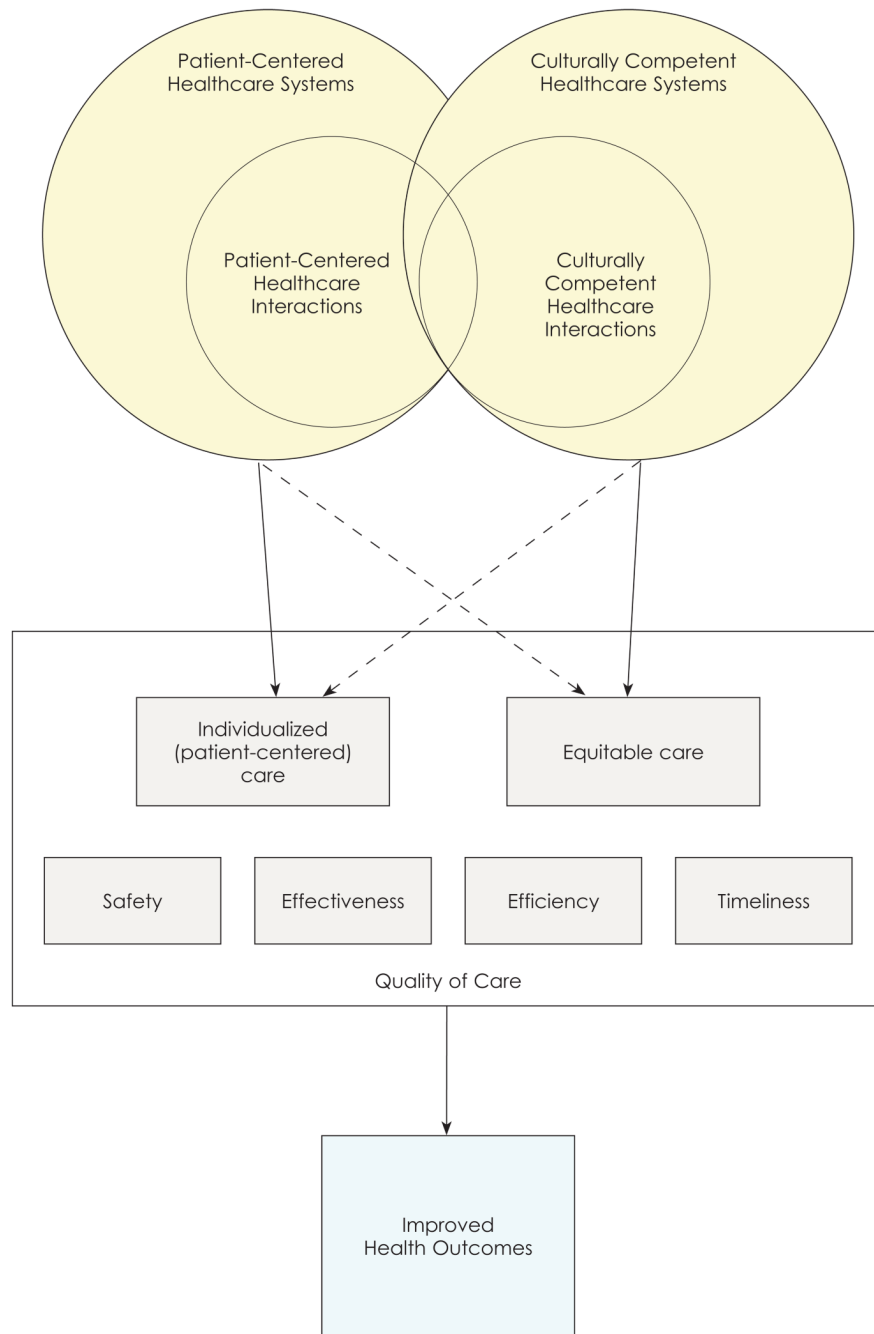 Patient-Centered
Healthcare Systems
Culturally Competent
Healthcare Systems
Patient-Centered
Healthcare
Interactions
Culturally
Competent
Healthcare
Interactions
Individualized
(patient-centered)
care
Equitable care
Safety
Effectiveness
Efficiency
Timeliness
Quality of Care
Improved
Health Outcomes